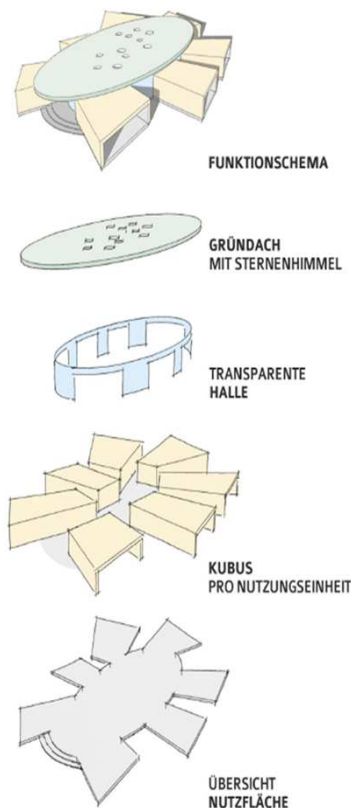 FUNKTIONSCHEMA
GRÜNDACH
MIT STERNENHIMMEL
TRANSPARENTE
HALLE
KUBUS
PRO NUTZUNGSEINHEIT
ÜBERSICHT
NUTZFLÄCHE